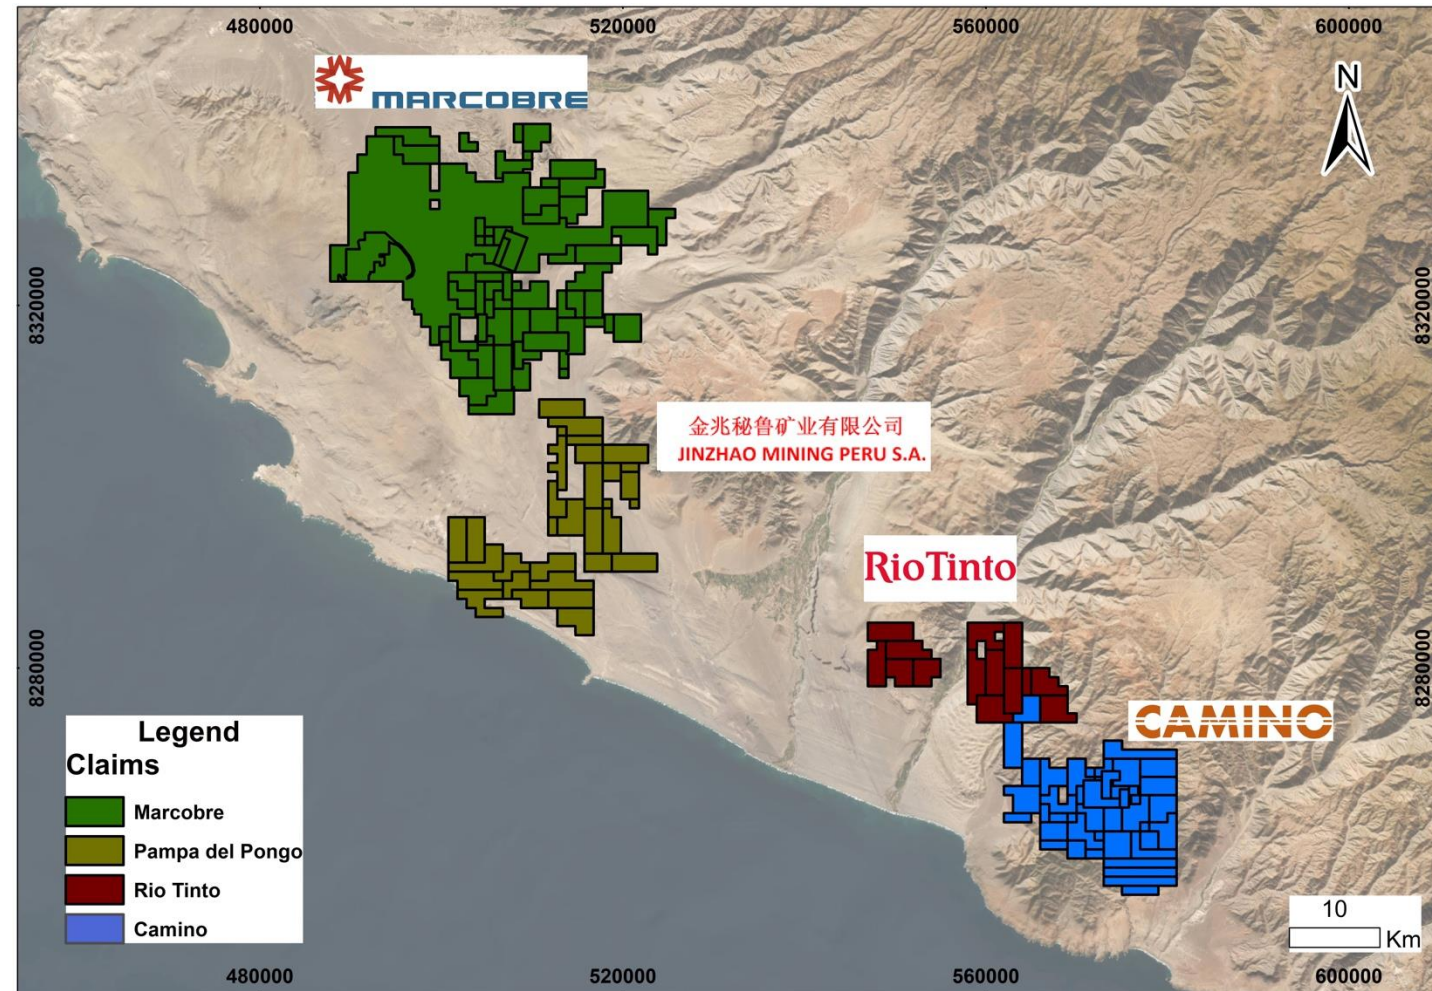 480000
520000
560000
600000
MARCOBRE
N
8320000
8320000
金兆秘鲁矿业有限公司
JINZHAO MINING PERU S.A.
RioTinto
8280000
8280000
CAMINO
Legend
Claims
Marcobre
Pampa del Pongo
Rio Tinto
Camino
10
Km
480000
520000
560000
600000